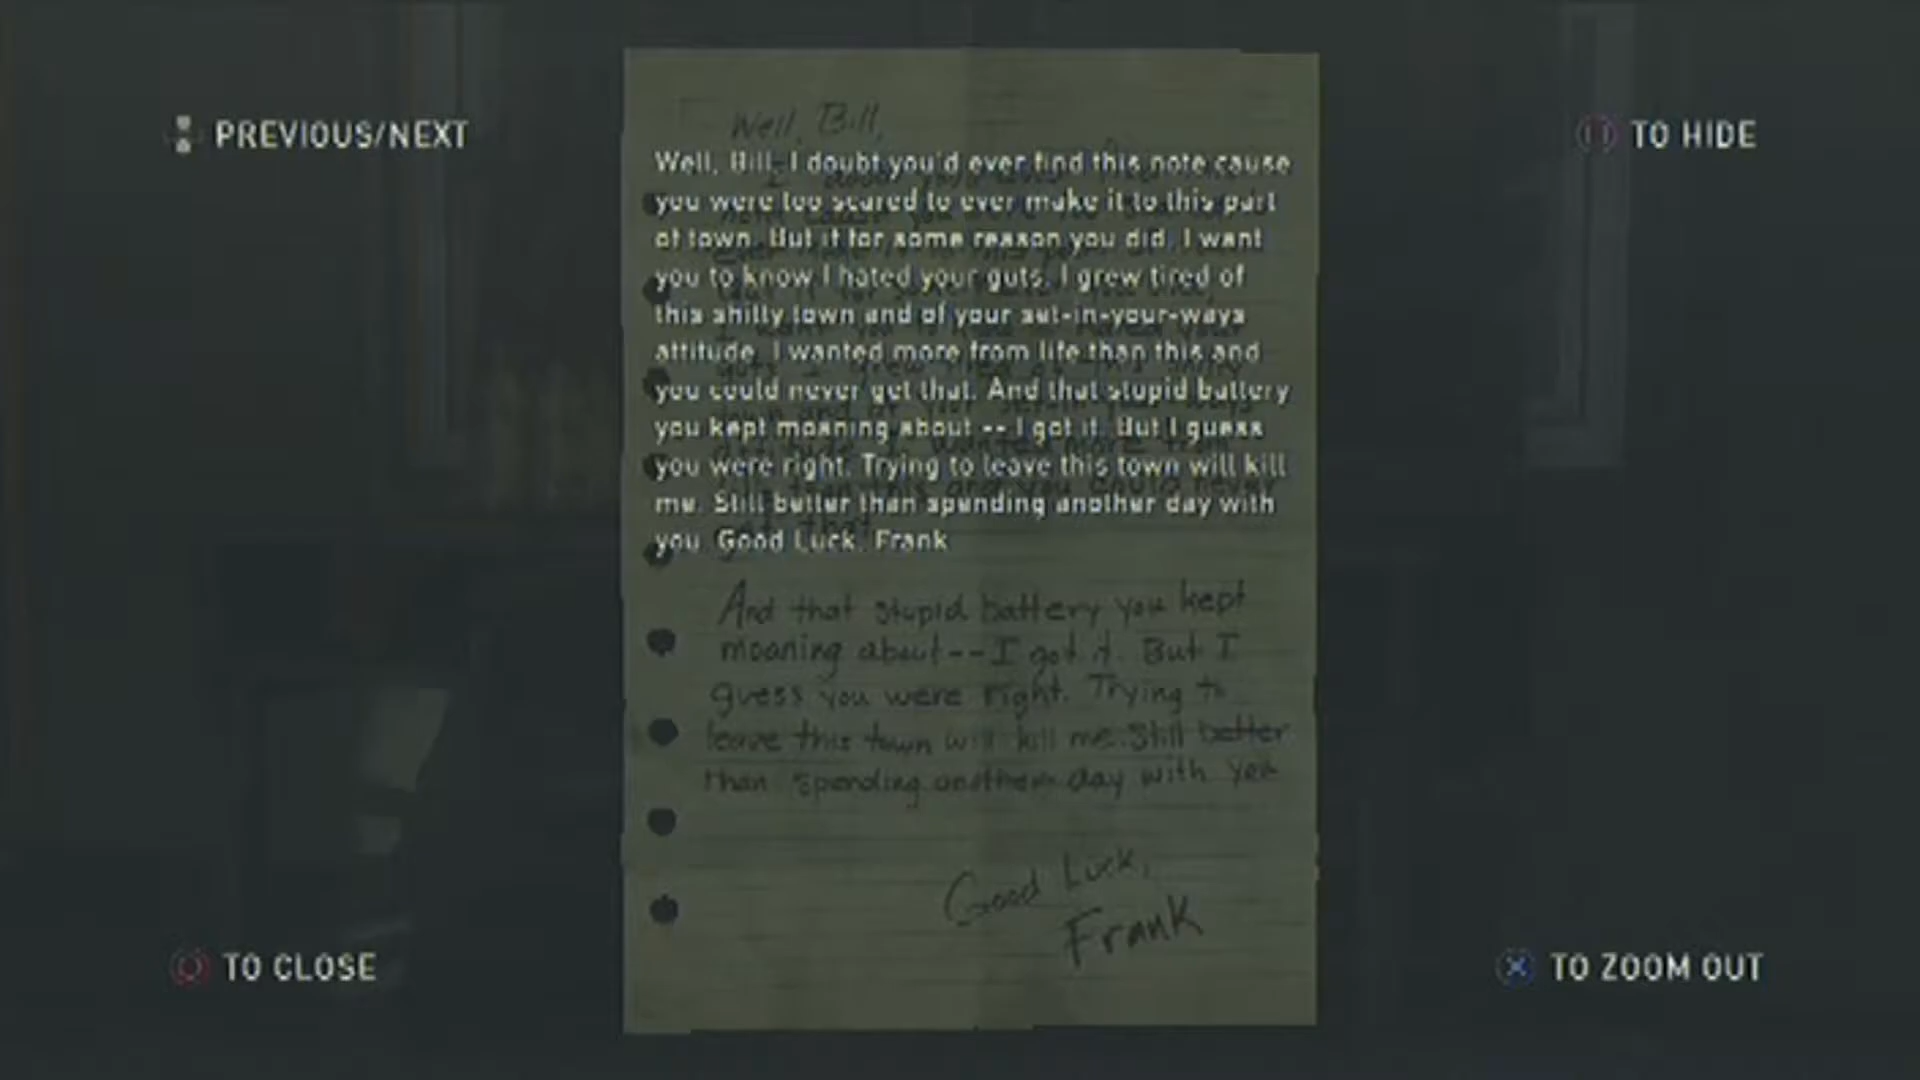 PREVIOUS/NEXT
TO HIDE
Well, Bill,
Well, Bill, I doubt you'd ever find this note cause
you were too scared to ever make it to this part
of town. But if for some reason you did, I want
you to know I hated your guts. I grew tired of
this shitty town and of your set-in-your-ways
attitude. I wanted more from life than this and
you could never get that. And that stupid battery
you kept moaning about -- I got it. But I guess
you were right. Trying to leave this town will kill
me. Still better than spending another day with
you. Good Luck, Frank
And that stupid battery you kept
moaning about--I got it. But I
guess you were right. Trying to
leave this town will kill me. Still better
than spending another day with you
Good Luck,
Frank
TO CLOSE
TO ZOOM OUT